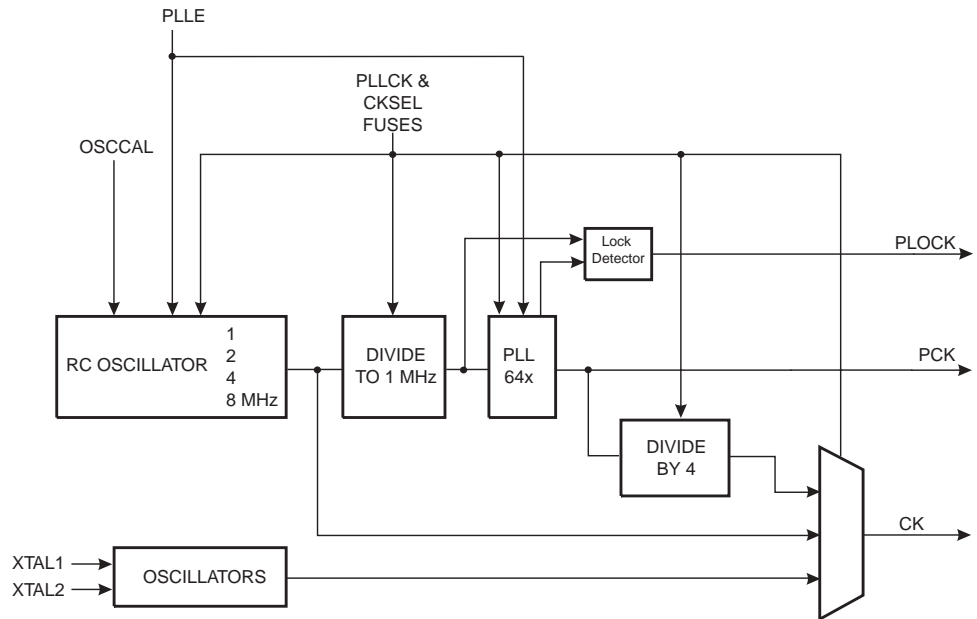 PLLE
PLLCK &
CKSEL
FUSES
OSCCAL
Lock
Detector
PLOCK
RC OSCILLATOR
1
2
4
8 MHz
DIVIDE
TO 1 MHz
PLL
64x
PCK
DIVIDE
BY 4
CK
XTAL1
XTAL2
OSCILLATORS